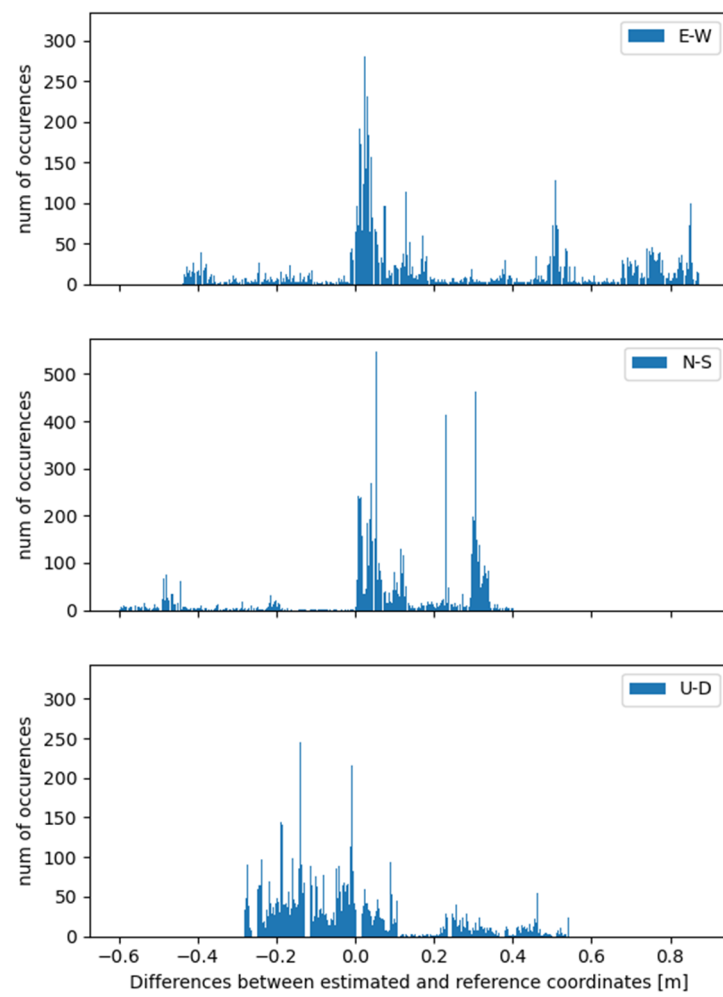 E-W
300
250
200
150
100
50
0
num of occurences
N-S
500
400
300
200
100
0
num of occurences
U-D
300
250
200
150
100
50
0
num of occurences
−0.6 −0.4 −0.2 0.0 0.2 0.4 0.6 0.8
Differences between estimated and reference coordinates [m]